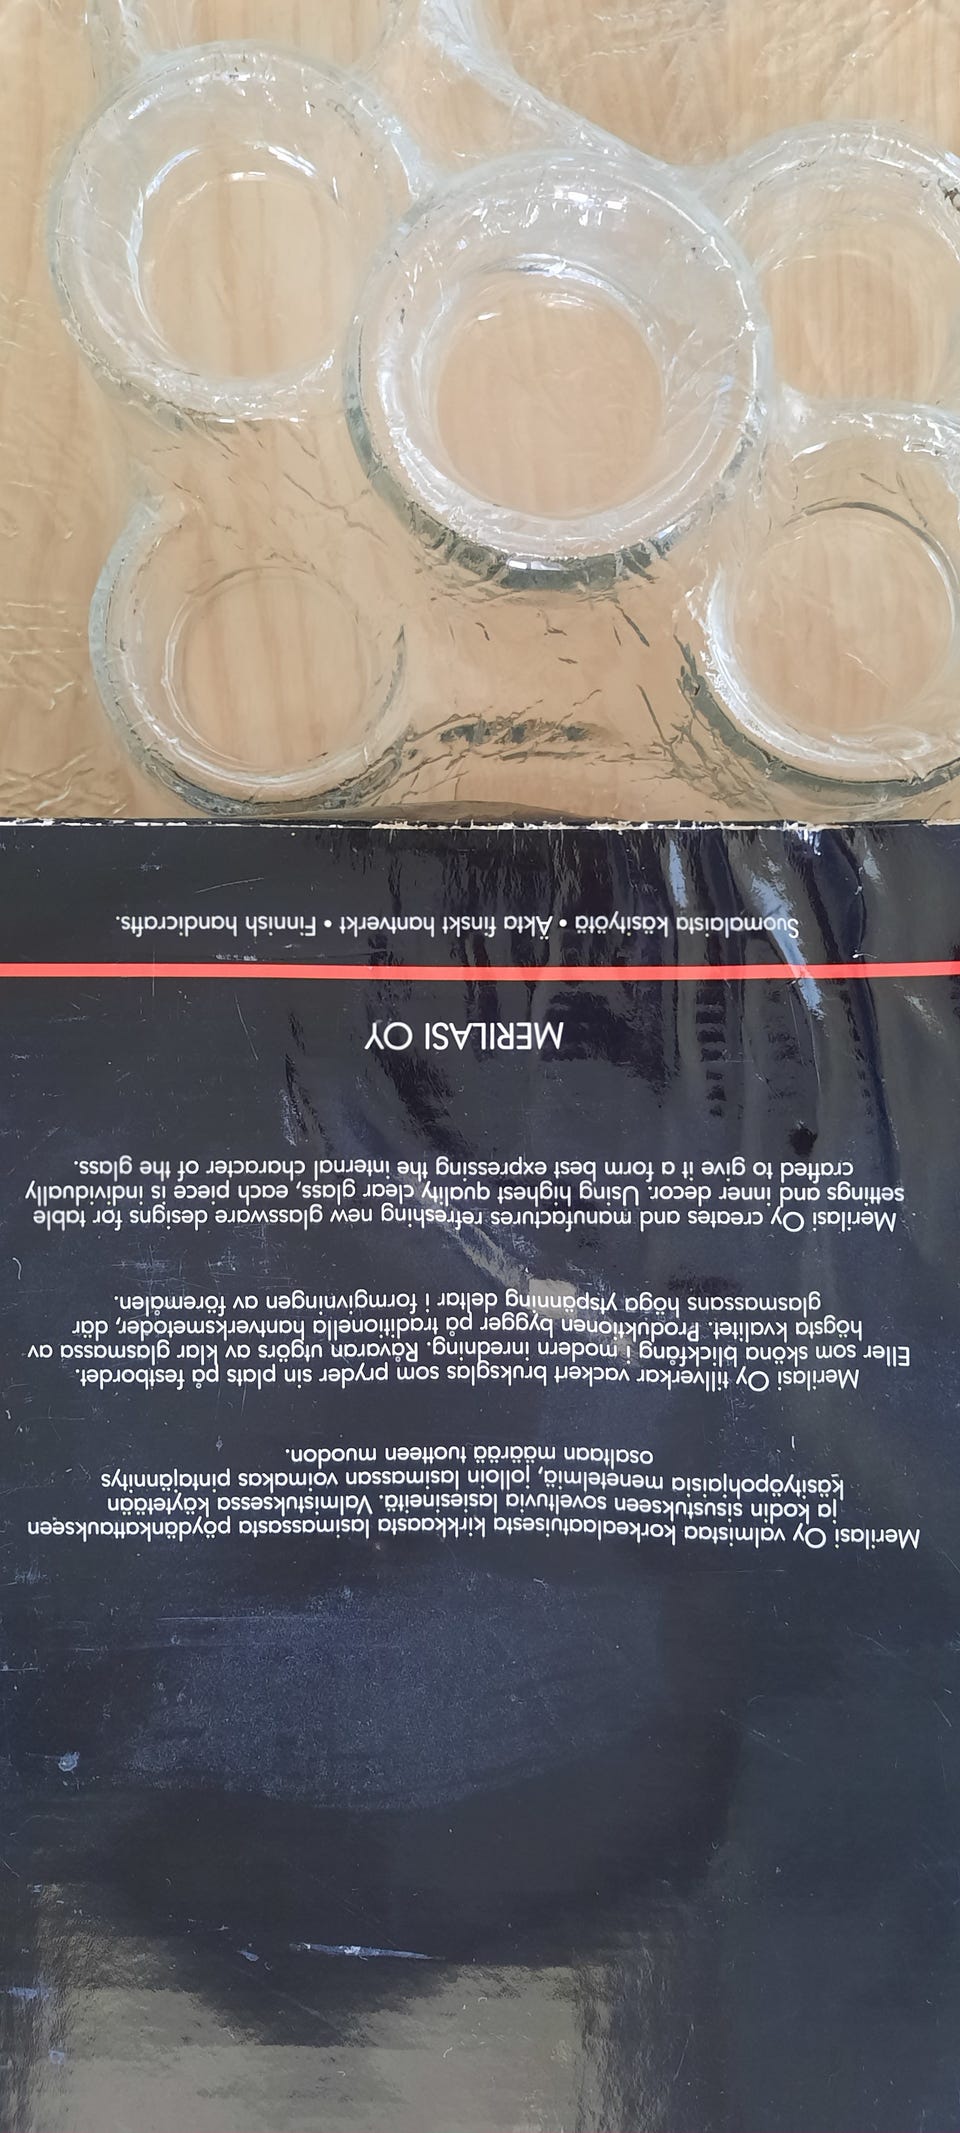 Merilasi Oy valmistaa korkealaatuisesta kirkkaasta lasimassasta pöydänkattaukseen
ja kodin sisustukseen soveltuvia lasiesineitä. Valmistuksessa käytetään
käsityöpohjaisia menetelmiä, jolloin lasimassan voimakas pintajännitys
osaltaan määrää tuotteen muodon.
Merilasi Oy tillverkar vackert bruksglas som pryder sin plats på festbordet.
Eller som sköna blickfång i modern inredning. Råvaran utgörs av klar glasmassa av
högsta kvalitet. Produktionen bygger på traditionella hantverksmetoder, där
glasmassans höga ytspänning deltar i formgivningen av föremålen.
Merilasi Oy creates and manufactures refreshing new glassware designs for table
settings and inner decor. Using highest quality clear glass, each piece is individually
crafted to give it a form best expressing the internal character of the glass.
MERILASI OY
Suomalaista käsityötä • Äkta finskt hantverkt • Finnish handicrafts.